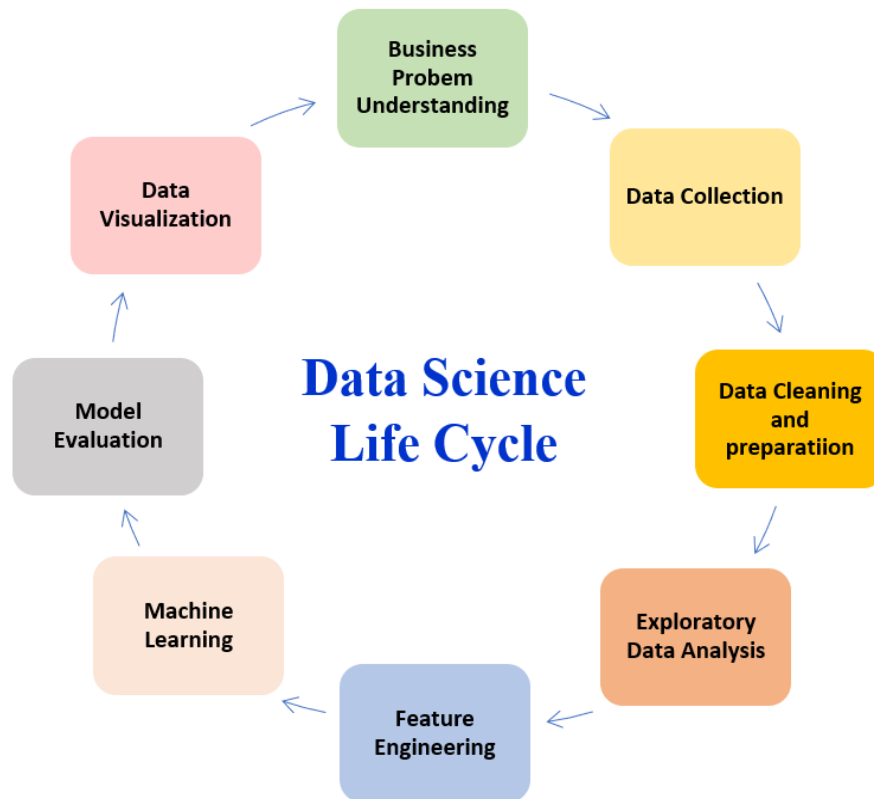 Business
Probem
Understanding
Data Collection
Data Cleaning
and
preparatiion
Exploratory
Data Analysis
Feature
Engineering
Machine
Learning
Model
Evaluation
Data
Visualization
Data Science
Life Cycle